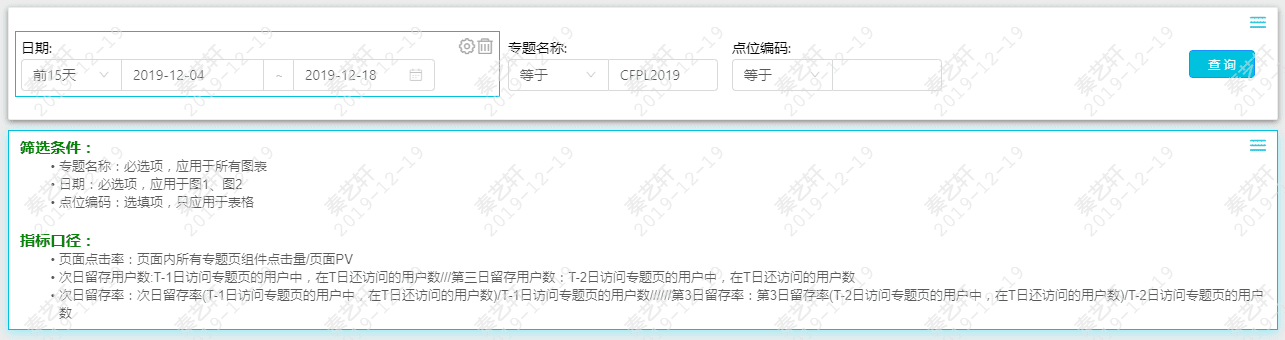 日期: 专题名称: 点位编码:
前15天 2019-12-04 ~ 2019-12-18 等于 CFPL2019 等于 查 询
筛选条件：
• 专题名称：必选项，应用于所有图表
• 日期：必选项，应用于图1、图2
• 点位编码：选填项，只应用于表格
指标口径：
• 页面点击率：页面内所有专题页组件点击量/页面PV
• 次日留存用户数:T-1日访问专题页的用户中，在T日还访问的用户数///第三日留存用户数：T-2日访问专题页的用户中，在T日还访问的用户数
• 次日留存率：次日留存率(T-1日访问专题页的用户中，在T日还访问的用户数)/T-1日访问专题页的用户数//////第3日留存率：第3日留存率(T-2日访问专题页的用户中，在T日还访问的用户数)/T-2日访问专题页的用户
数
秦艺轩
2019-12-19